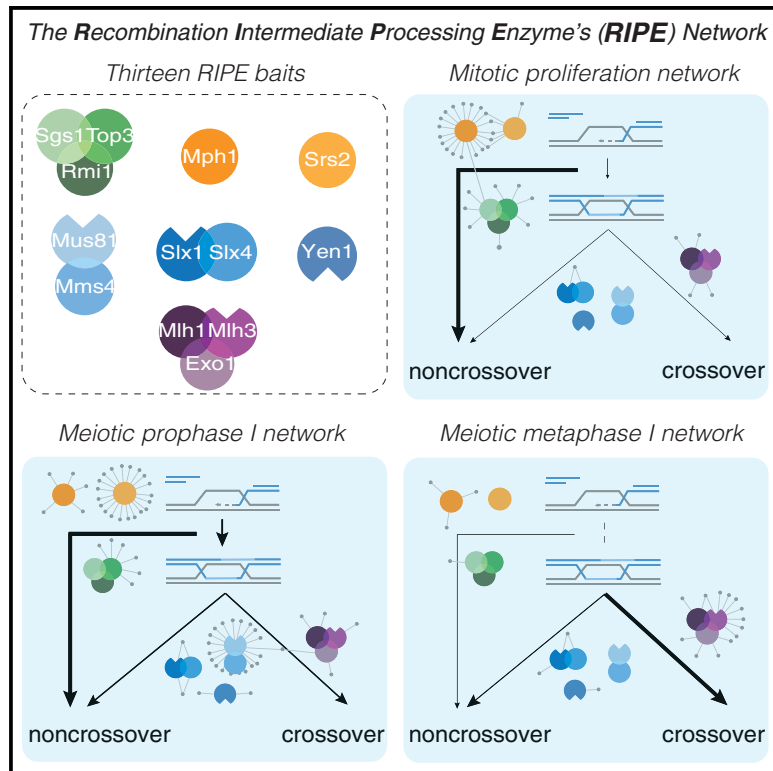 The Recombination Intermediate Processing Enzyme's (RIPE) Network
Thirteen RIPE baits
Sgs1 Top3
Rmi1
Mph1
Srs2
Mus81
Mms4
Slx1 Slx4
Yen1
Mlh1 Mlh3
Exo1
Mitotic proliferation network
noncrossover crossover
Meiotic prophase I network
noncrossover crossover
Meiotic metaphase I network
noncrossover crossover